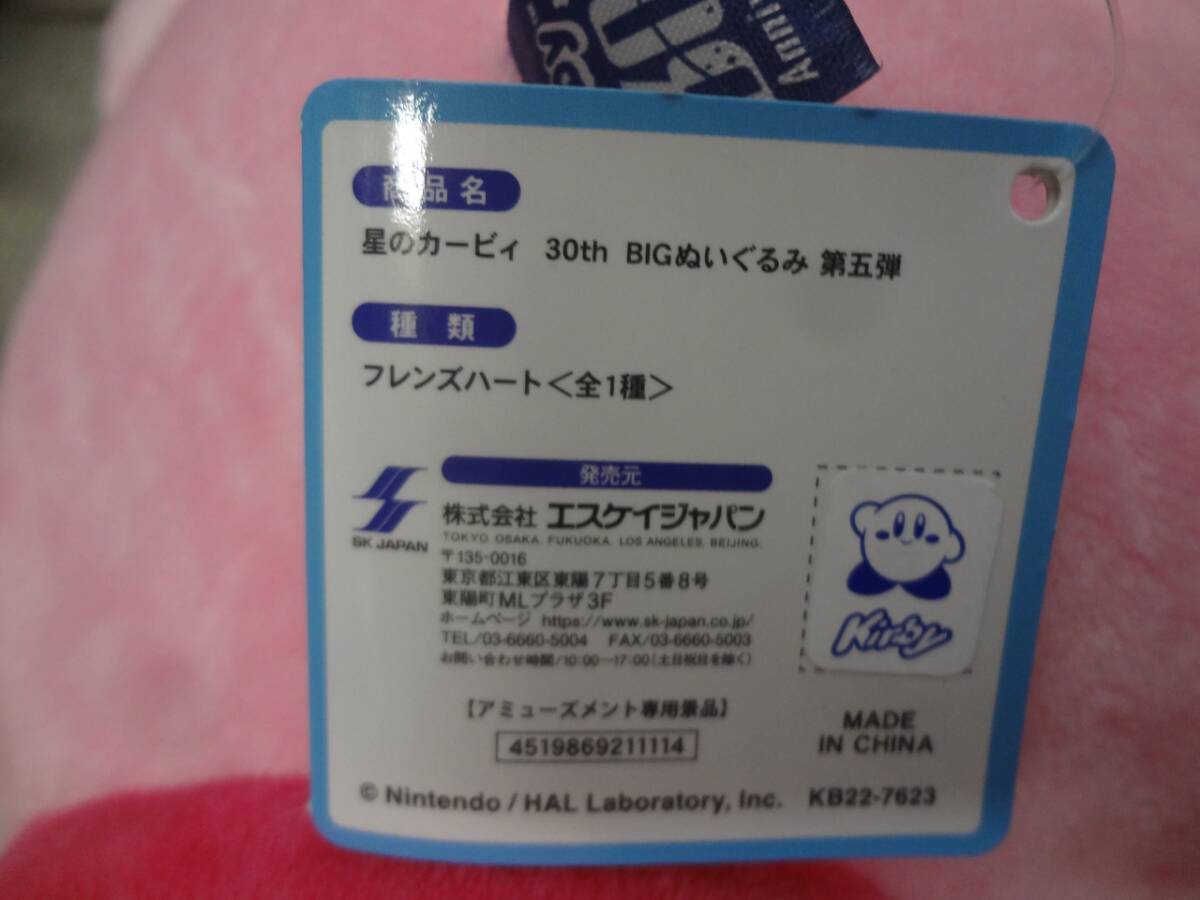 Anniv
商品名
星のカービィ 30th BIGぬいぐるみ 第五弾
種類
フレンズハート＜全1種＞
発売元
SK JAPAN
株式会社 エスケイジャパン
TOKYO. OSAKA. FUKUOKA. LOS ANGELES. BEIJING.
〒135-0016
東京都江東区東陽7丁目5番8号
東陽町MLプラザ3F
ホームページ https://www.sk-japan.co.jp/
TEL/03-6660-5004 FAX/03-6660-5003
お問い合わせ時間/10:00〜17:00(土日祝日を除く)
Kirby
【アミューズメント専用景品】
4519869211114
MADE
IN CHINA
© Nintendo / HAL Laboratory, Inc. KB22-7623